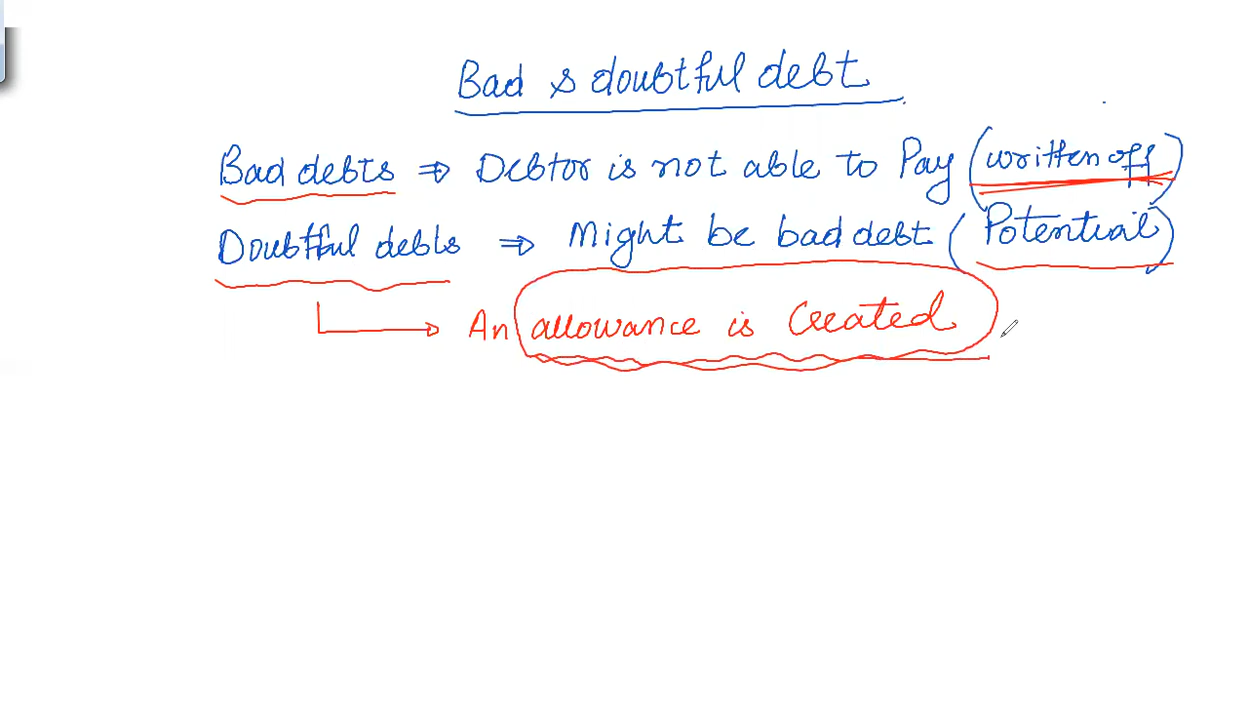 Bad & doubtful debt
Bad debts ⇒ Debtor is not able to Pay (written off)
Doubtful debts ⇒ Might be bad debt (Potential)
→ An allowance is Created